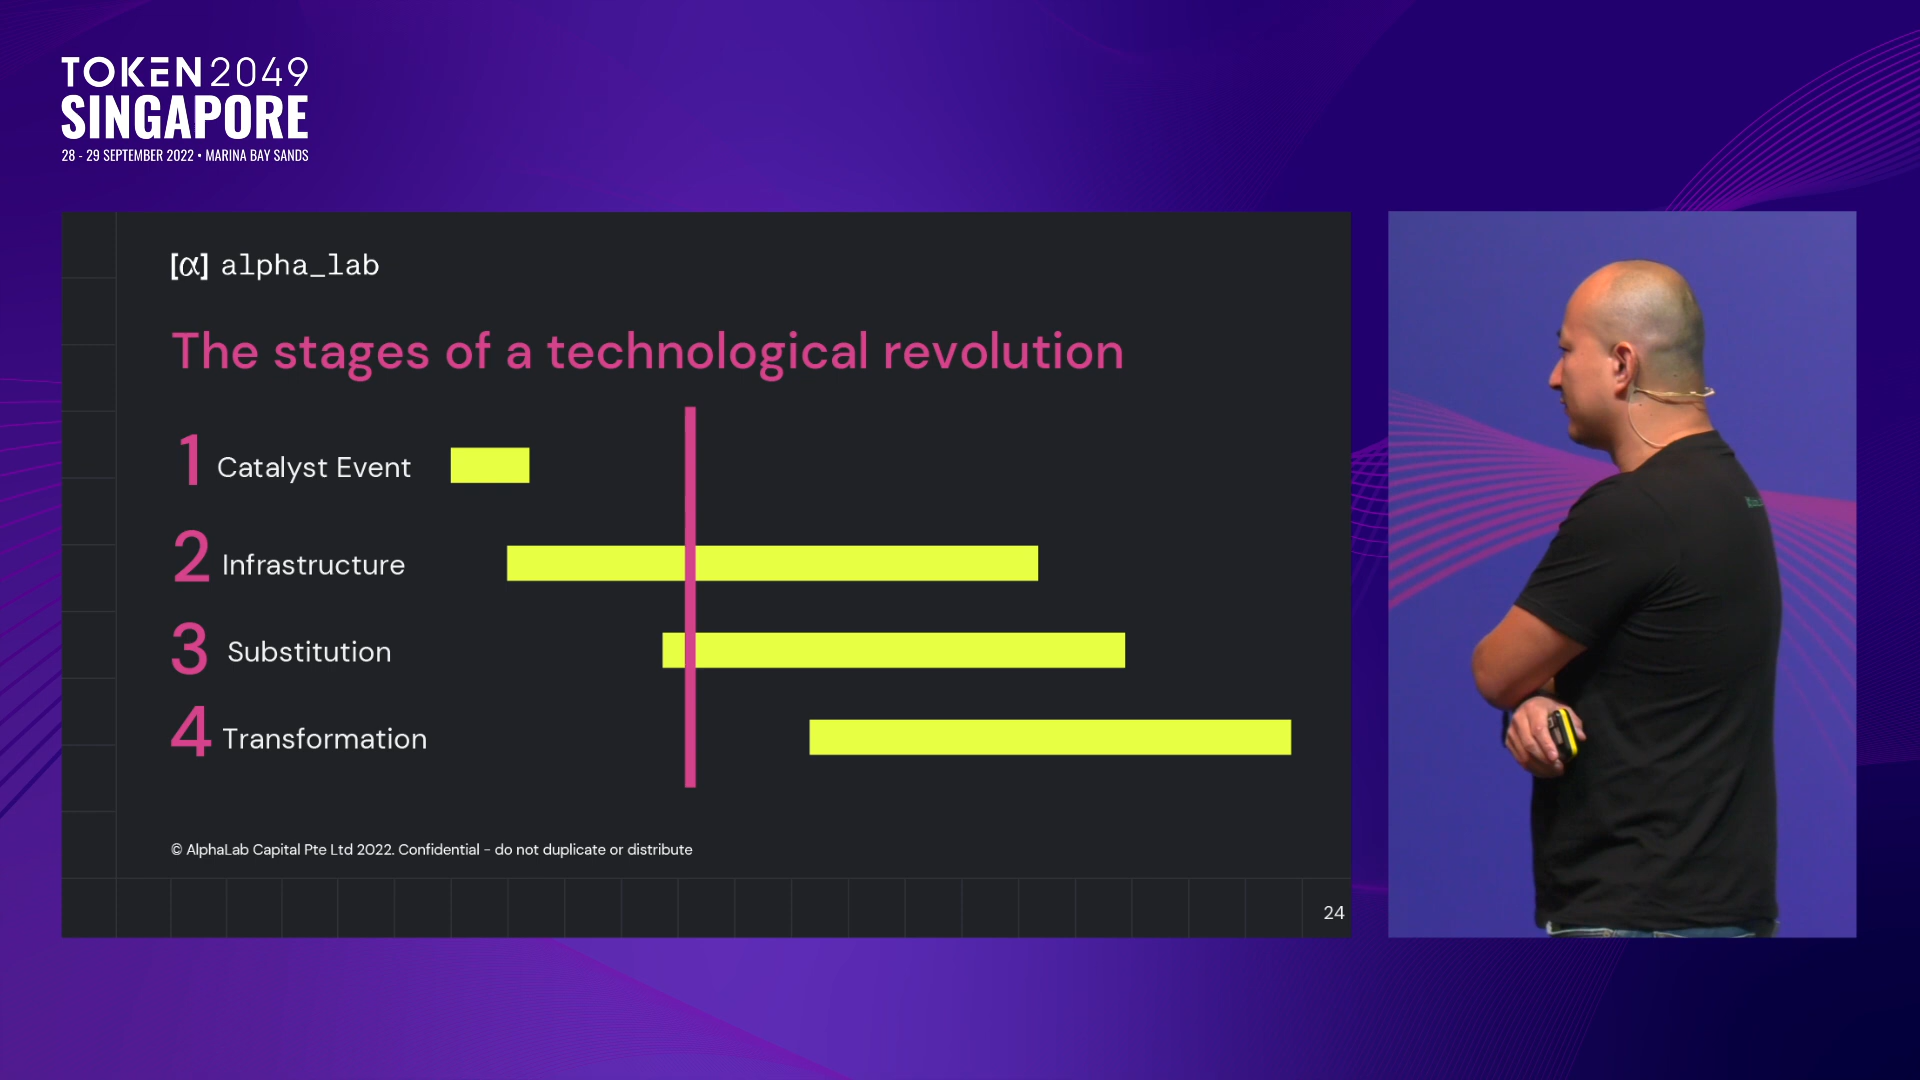 TOKEN2049
SINGAPORE
28 - 29 SEPTEMBER 2022 • MARINA BAY SANDS
[α] alpha_lab
The stages of a technological revolution
1 Catalyst Event
2 Infrastructure
3 Substitution
4 Transformation
© AlphaLab Capital Pte Ltd 2022. Confidential - do not duplicate or distribute
24